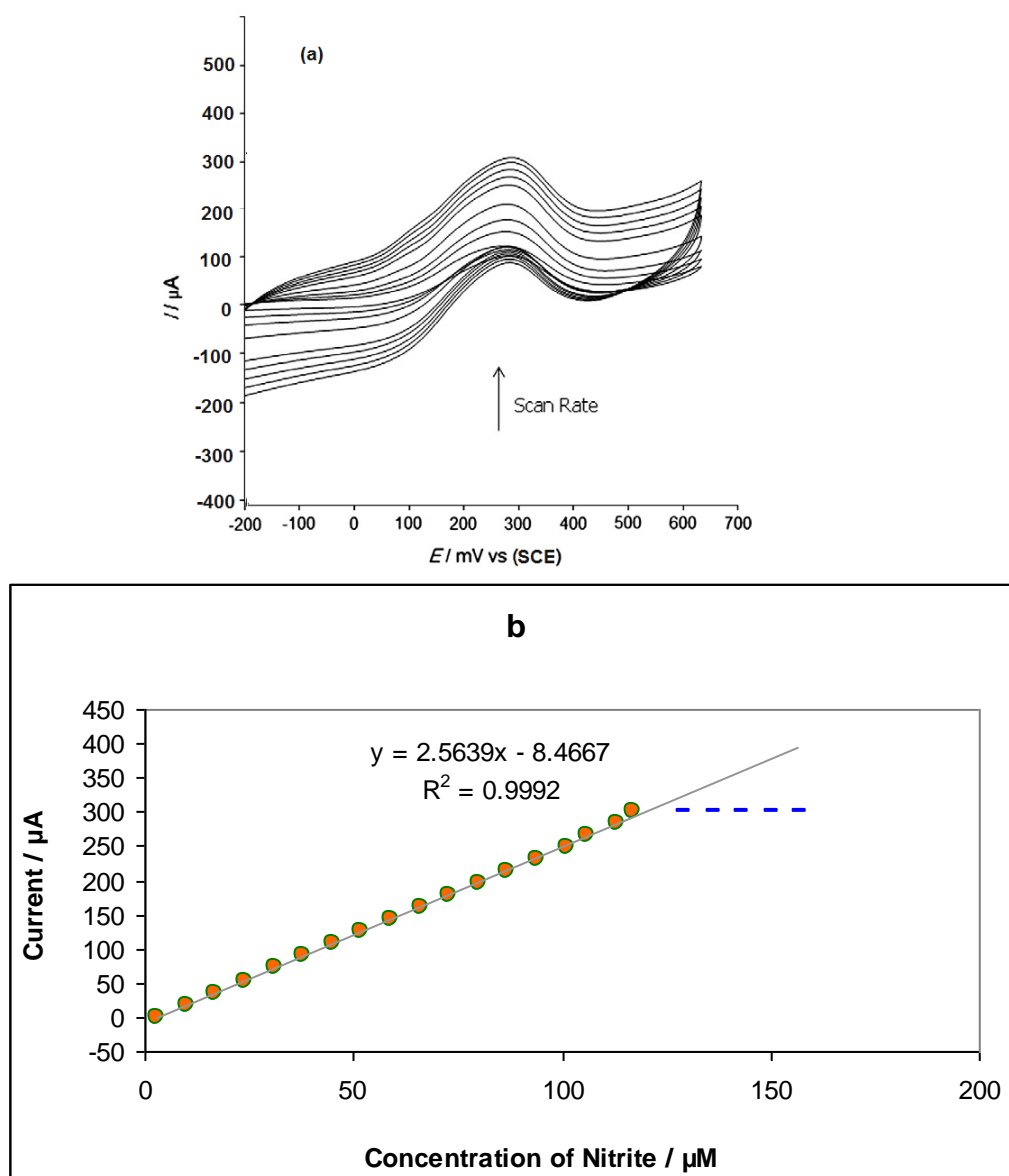 (a)
500
400
300
200
100
0
-100
-200
-300
-400
I / µA
Scan Rate
-200 -100 0 100 200 300 400 500 600 700
E / mV vs (SCE)
b
450
400
350
300
250
200
150
100
50
0
-50
Current / µA
y = 2.5639x - 8.4667
R² = 0.9992
0 50 100 150 200
Concentration of Nitrite / µM